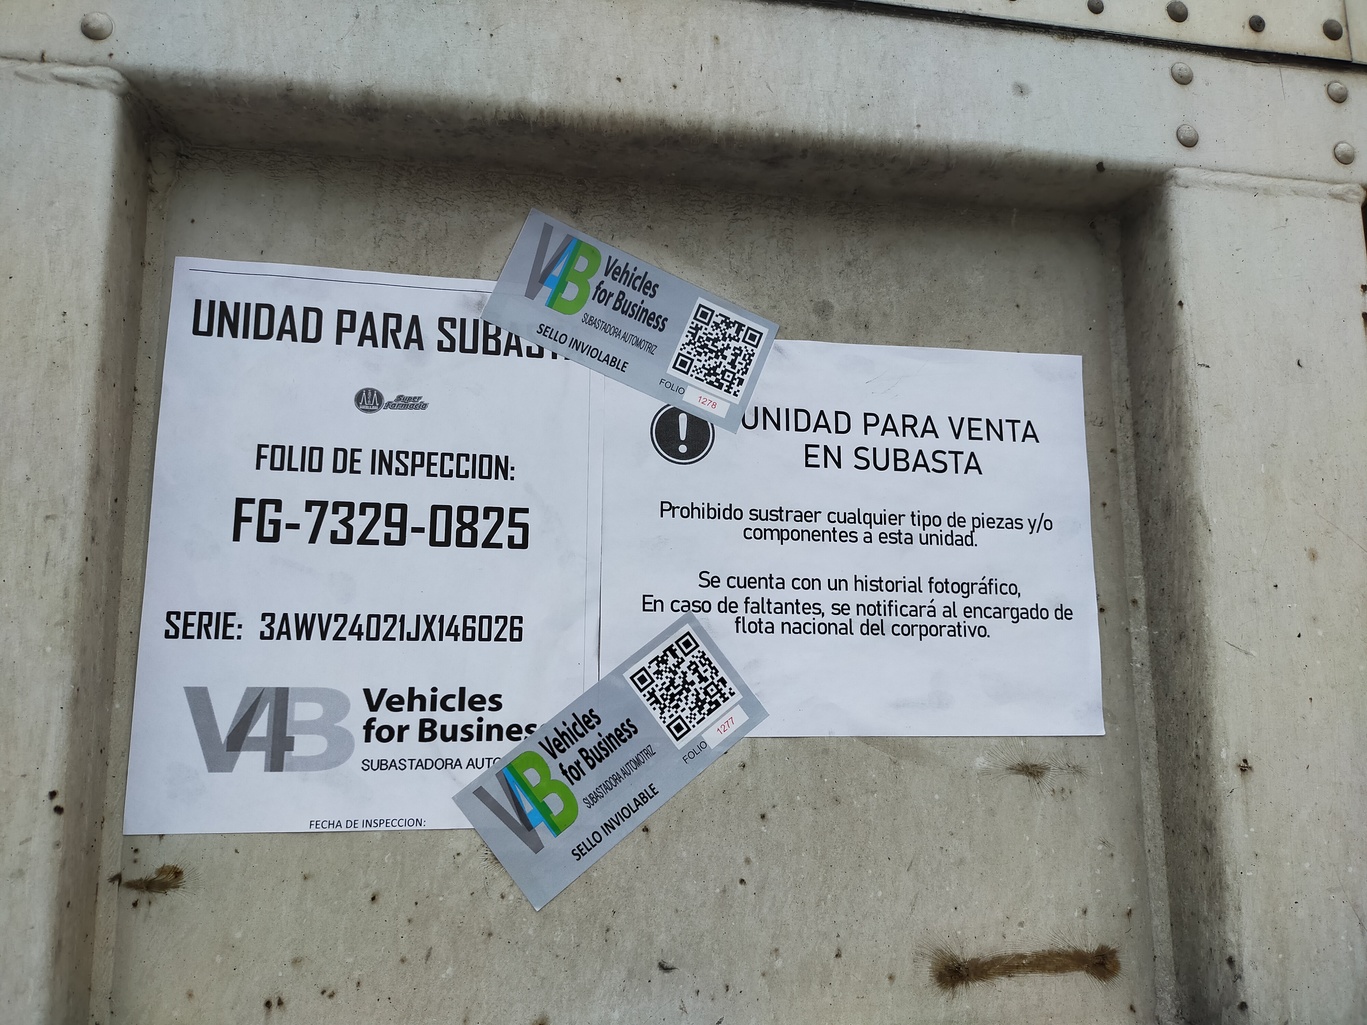 UNIDAD PARA
Super
Farmacia
FOLIO DE INSPECCION:
FG-7329-0825
SERIE: 3AWV24021JX146026
V4B
Vehicles
for Busines
SUBASTADORA AUTO
FECHA DE INSPECCION:
V4B
Vehicles
for Business
SUBASTADORA AUTOMOTRIZ
SELLO INVIOLABLE
FOLIO 1278
! UNIDAD PARA VENTA
EN SUBASTA
Prohibido sustraer cualquier tipo de piezas y/o
componentes a esta unidad.
Se cuenta con un historial fotográfico,
En caso de faltantes, se notificará al encargado de
flota nacional del corporativo.
V4B
Vehicles
for Business
SUBASTADORA AUTOMOTRIZ
SELLO INVIOLABLE
FOLIO 1277